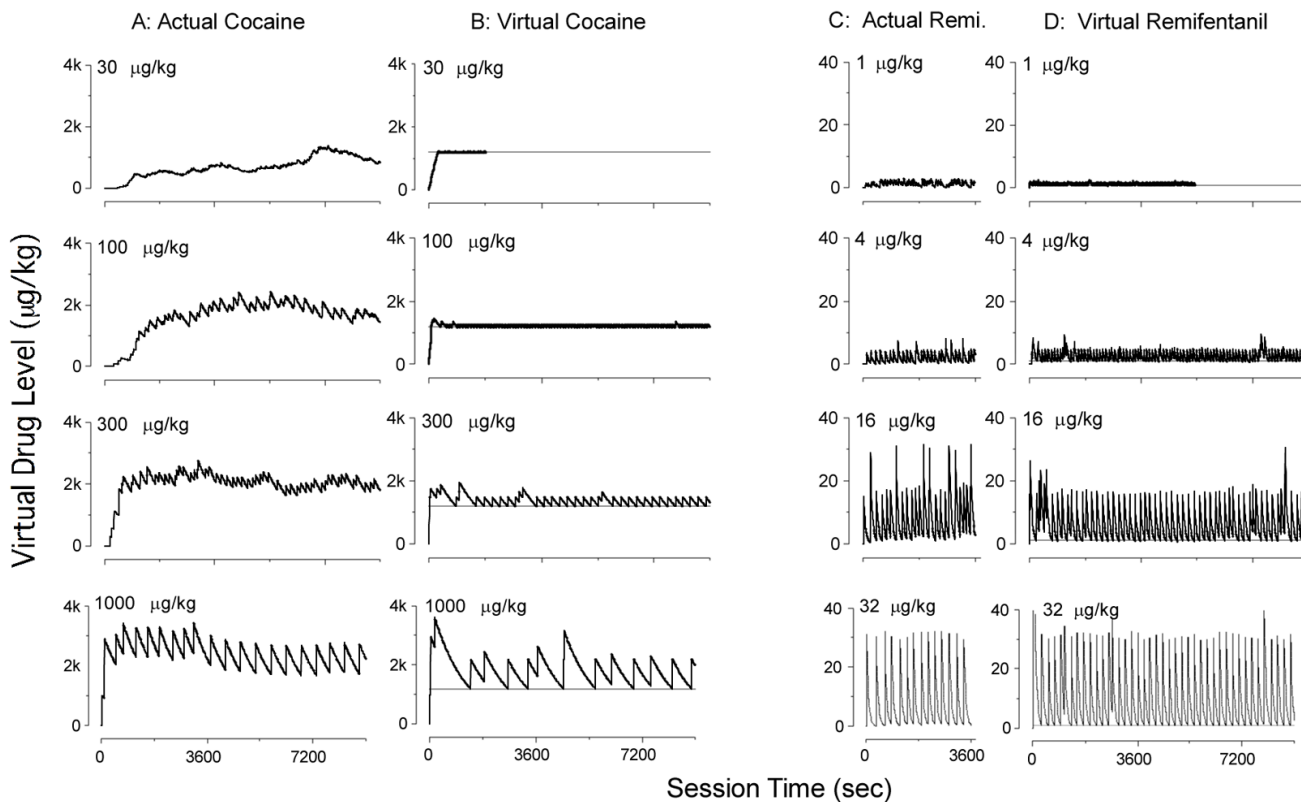 A: Actual Cocaine
B: Virtual Cocaine
C: Actual Remi.
D: Virtual Remifentanil
Virtual Drug Level (µg/kg)
4k
2k
0
30 µg/kg
4k
2k
0
30 µg/kg
40
20
0
1 µg/kg
40
20
0
1 µg/kg
4k
2k
0
100 µg/kg
4k
2k
0
100 µg/kg
40
20
0
4 µg/kg
40
20
0
4 µg/kg
4k
2k
0
300 µg/kg
4k
2k
0
300 µg/kg
40
20
0
16 µg/kg
40
20
0
16 µg/kg
4k
2k
0
1000 µg/kg
4k
2k
0
1000 µg/kg
40
20
0
32 µg/kg
40
20
0
32 µg/kg
0 3600 7200
0 3600 7200
0 3600
0 3600 7200
Session Time (sec)